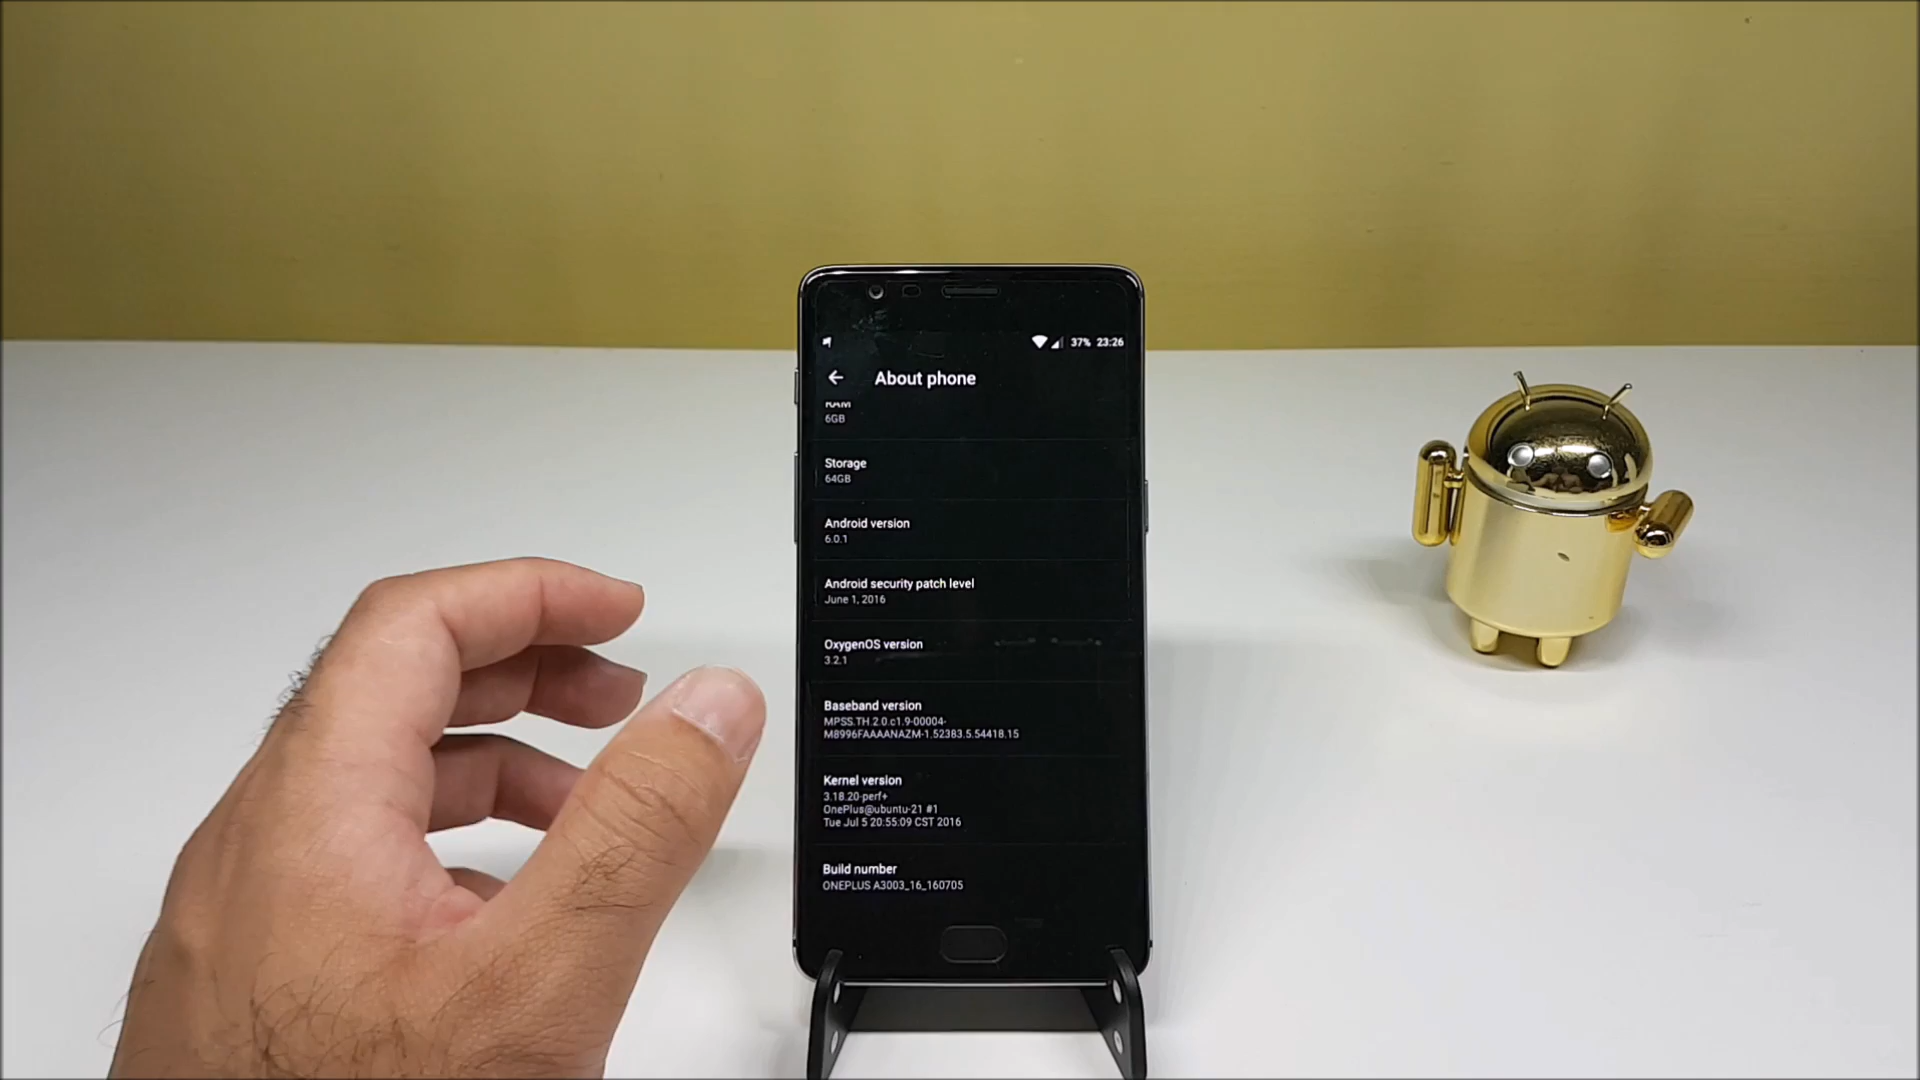 37% 23:26
About phone
RAM
6GB
Storage
64GB
Android version
6.0.1
Android security patch level
June 1, 2016
OxygenOS version
3.2.1
Baseband version
MPSS.TH.2.0.c1.9-00004-
M8996FAAAANAZM-1.52383.5.54418.15
Kernel version
3.18.20-perf+
OnePlus@ubuntu-21 #1
Tue Jul 5 20:55:09 CST 2016
Build number
ONEPLUS A3003_16_160705